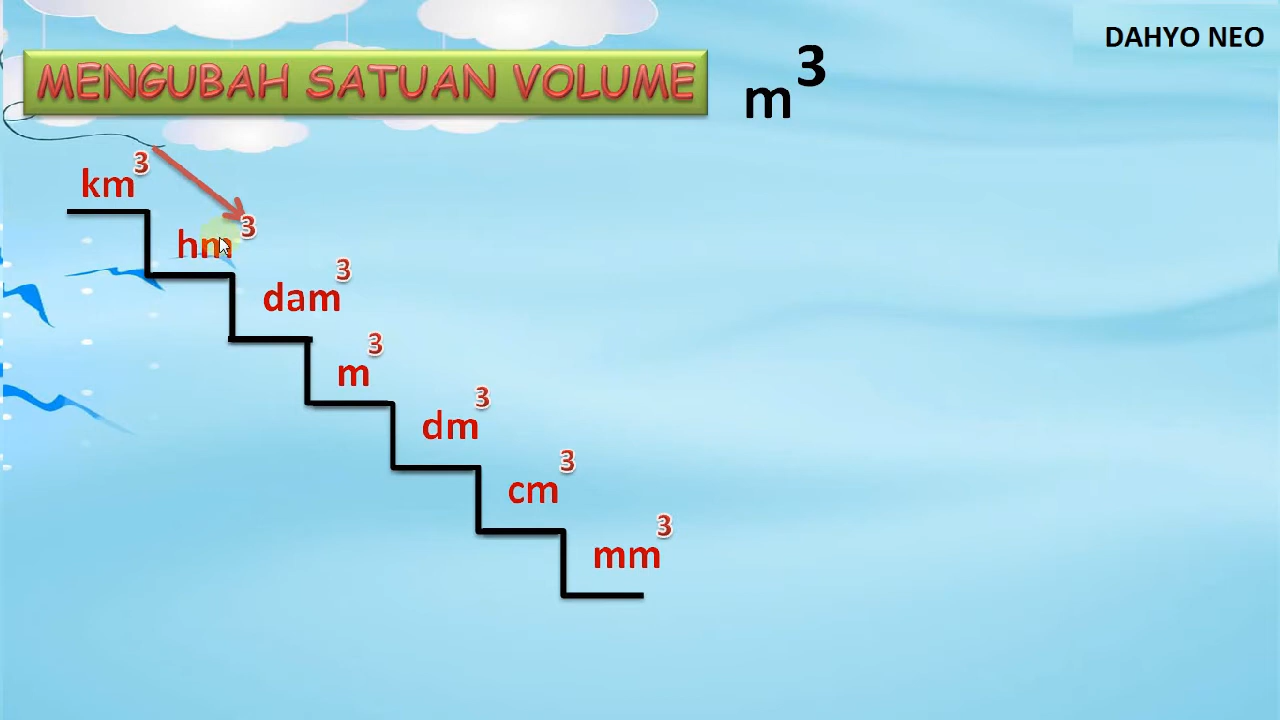 DAHYO NEO
MENGUBAH SATUAN VOLUME
m³
km³
hm³
dam³
m³
dm³
cm³
mm³